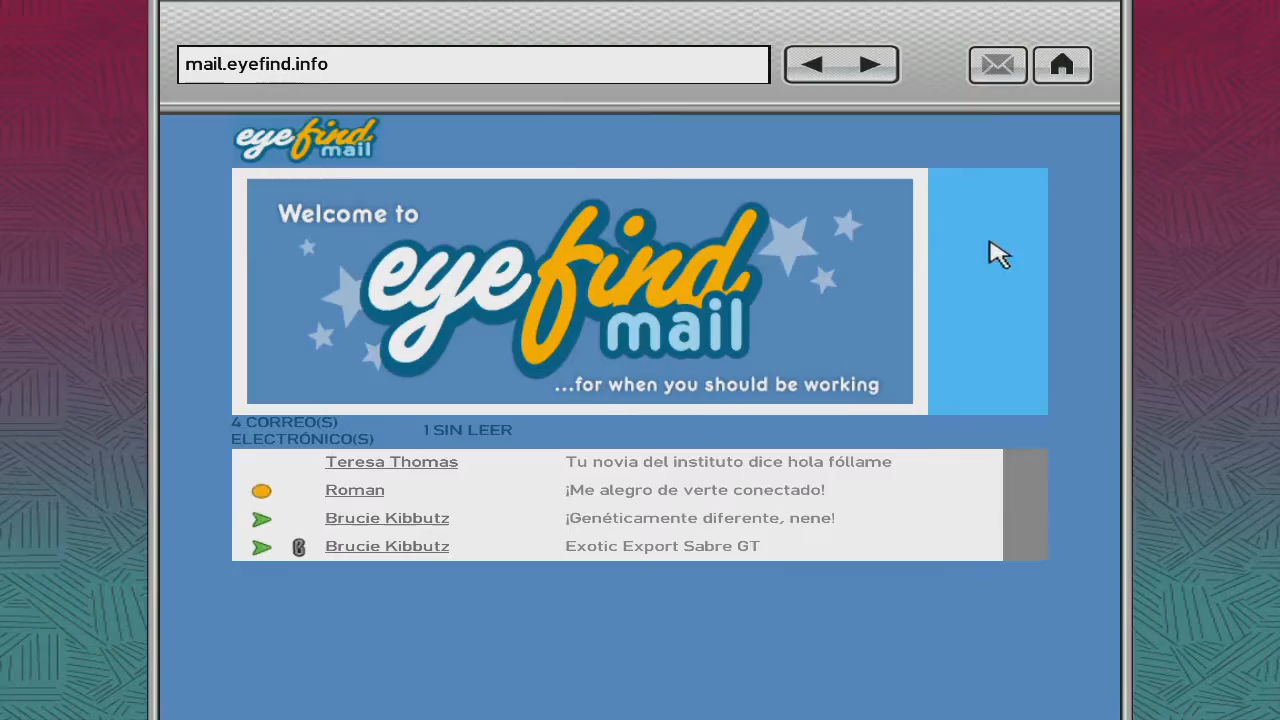 mail.eyefind.info
eyefind mail
Welcome to
eyefind mail
...for when you should be working
4 CORREO(S)
ELECTRÓNICO(S)
1 SIN LEER
Teresa Thomas Tu novia del instituto dice hola fóllame
Roman ¡Me alegro de verte conectado!
Brucie Kibbutz ¡Genéticamente diferente, nene!
Brucie Kibbutz Exotic Export Sabre GT